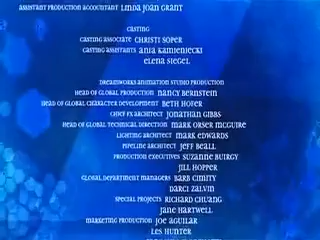 ASSISTANT PRODUCTION ACCOUNTANT LINDA JOAN GRANT
CASTING
CASTING ASSOCIATE CHRISTI SOPER
CASTING ASSISTANTS ANIA KAMIENIECKI
ELENA SIEGEL
DREAMWORKS ANIMATION STUDIO PRODUCTION
HEAD OF GLOBAL PRODUCTION NANCY BERNSTEIN
HEAD OF GLOBAL CHARACTER DEVELOPMENT BETH HOFER
CHIEF FX ARCHITECT JONATHAN GIBBS
HEAD OF GLOBAL TECHNICAL DIRECTION MARK ORSER MCGUIRE
LIGHTING ARCHITECT MARK EDWARDS
PIPELINE ARCHITECT JEFF BEALL
PRODUCTION EXECUTIVES SUZANNE BUIRGY
JILL HOPPER
GLOBAL DEPARTMENT MANAGERS BARB CIMITY
DARCI ZALVIN
SPECIAL PROJECTS RICHARD CHUANG
JANE HARTWELL
MARKETING PRODUCTION JOE AGUILAR
LES HUNTER